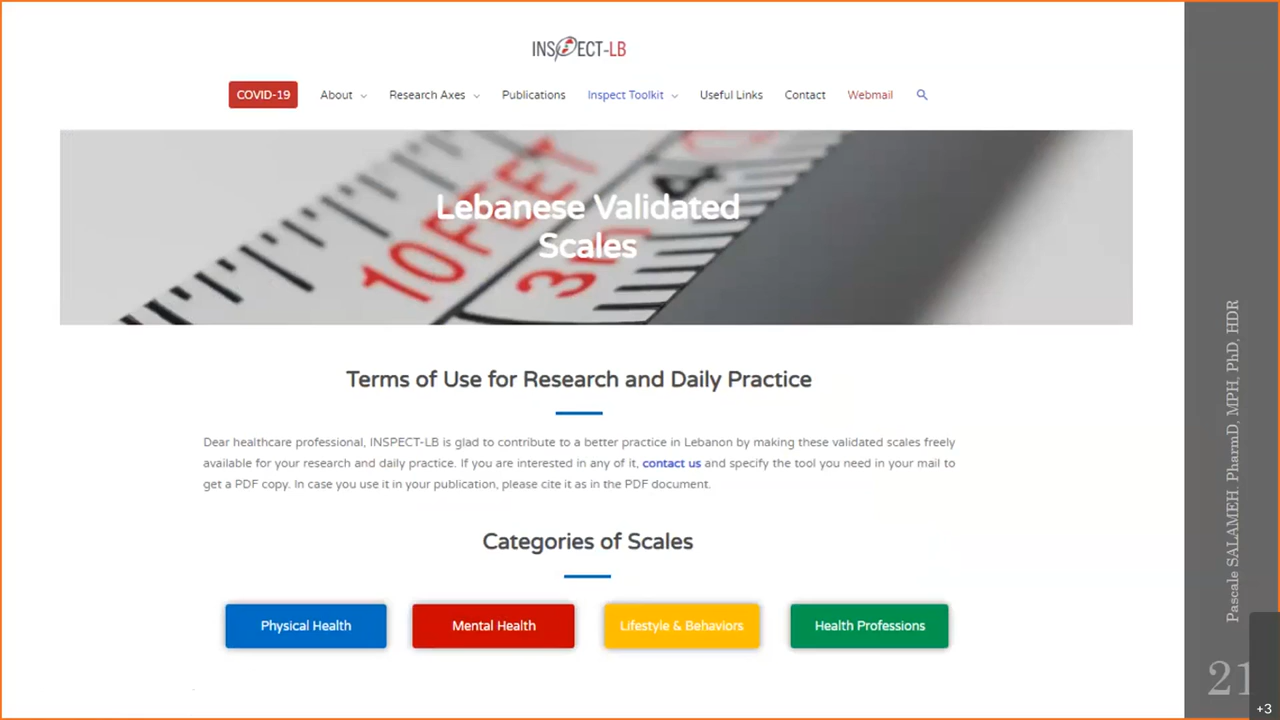 INSPECT-LB
COVID-19 About Research Axes Publications Inspect Toolkit Useful Links Contact Webmail
10FEET
3m
4
Lebanese Validated
Scales
Terms of Use for Research and Daily Practice
Dear healthcare professional, INSPECT-LB is glad to contribute to a better practice in Lebanon by making these validated scales freely
available for your research and daily practice. If you are interested in any of it, contact us and specify the tool you need in your mail to
get a PDF copy. In case you use it in your publication, please cite it as in the PDF document.
Categories of Scales
Physical Health Mental Health Lifestyle & Behaviors Health Professions
Pascale SALAMEH. PharmD, MPH, PhD, HDR
21
+3